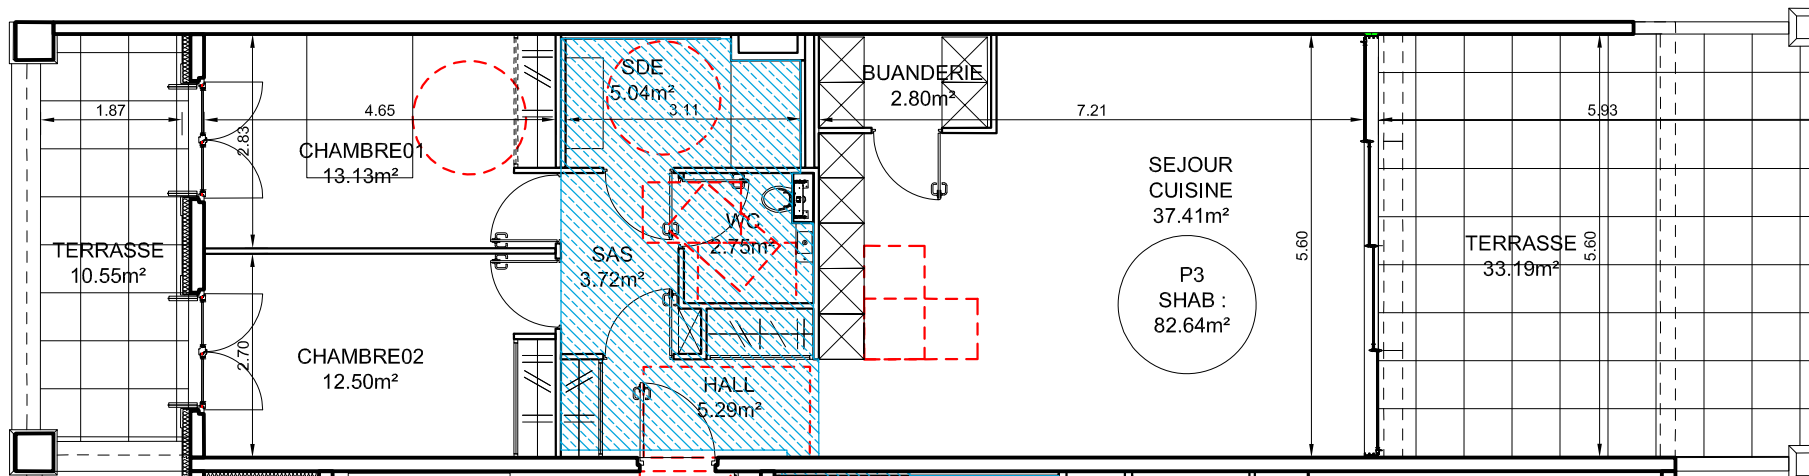 TERRASSE
10.55m²
1.87
CHAMBRE01
13.13m²
4.65
2.83
CHAMBRE02
12.50m²
2.70
SDE
5.04m²
3.11
SAS
3.72m²
WC
2.75m²
HALL
5.29m²
BUANDERIE
2.80m²
7.21
SEJOUR
CUISINE
37.41m²
P3
SHAB :
82.64m²
5.60
TERRASSE
33.19m²
5.93
5.60